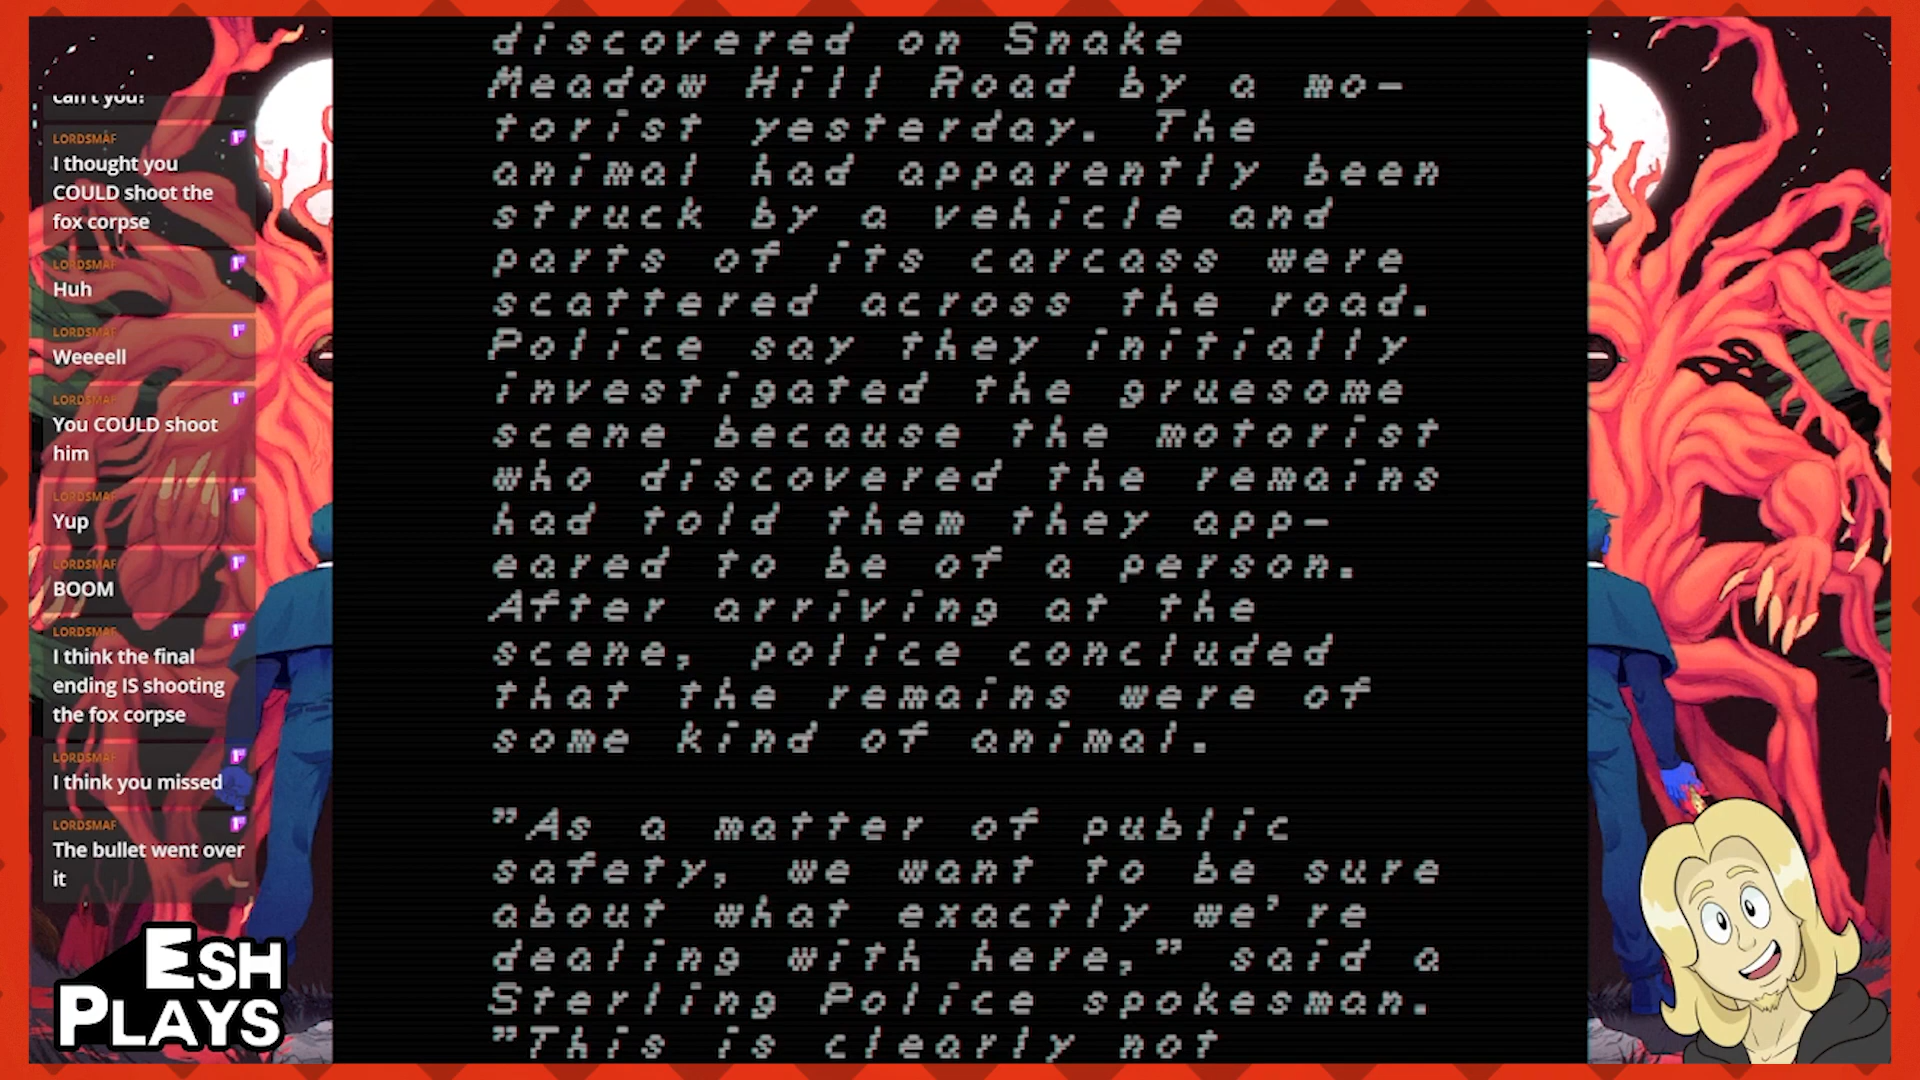 can't you?
LORDSMAF
I thought you
COULD shoot the
fox corpse
LORDSMAF
Huh
LORDSMAF
Weeeell
LORDSMAF
You COULD shoot
him
LORDSMAF
Yup
LORDSMAF
BOOM
LORDSMAF
I think the final
ending IS shooting
the fox corpse
LORDSMAF
I think you missed
LORDSMAF
The bullet went over
it
ESH
PLAYS
discovered on Snake
Meadow Hill Road by a mo-
torist yesterday. The
animal had apparently been
struck by a vehicle and
parts of its carcass were
scattered across the road.
Police say they initially
investigated the gruesome
scene because the motorist
who discovered the remains
had told them they app-
eared to be of a person.
After arriving at the
scene, police concluded
that the remains were of
some kind of animal.
"As a matter of public
safety, we want to be sure
about what exactly we're
dealing with here," said a
Sterling Police spokesman.
"This is clearly not